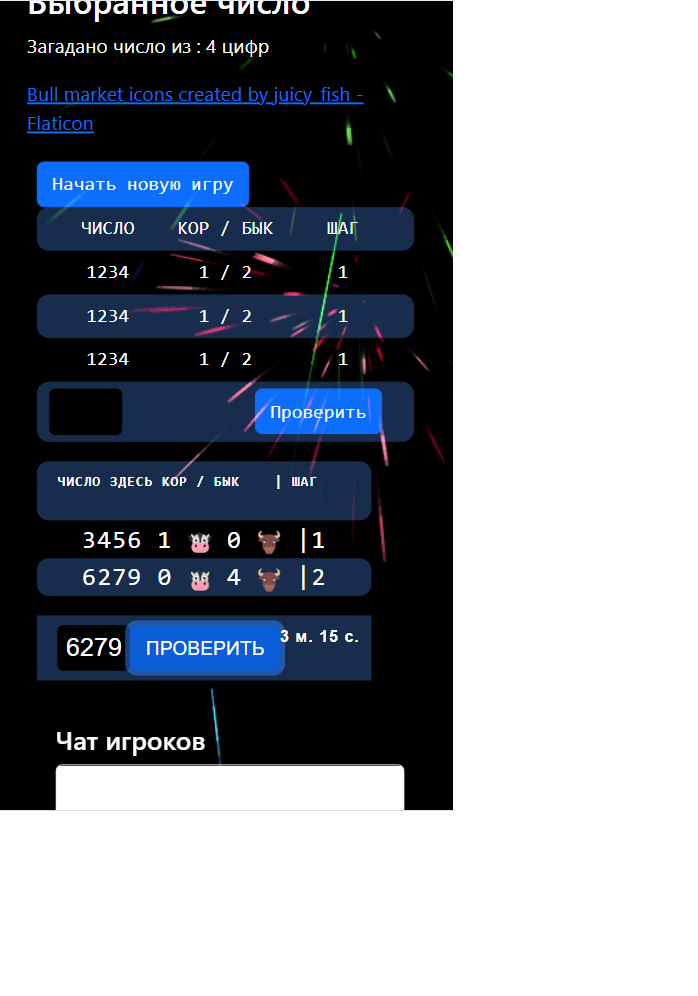 Выбранное число
Загадано число из : 4 цифр
Bull market icons created by juicy_fish -
Flaticon
Начать новую игру
ЧИСЛО КОР / БЫК ШАГ
1234 1 / 2 1
1234 1 / 2 1
1234 1 / 2 1
Проверить
ЧИСЛО ЗДЕСЬ КОР / БЫК | ШАГ
3456 1 0 |1
6279 0 4 |2
6279 ПРОВЕРИТЬ 3 м. 15 с.
Чат игроков